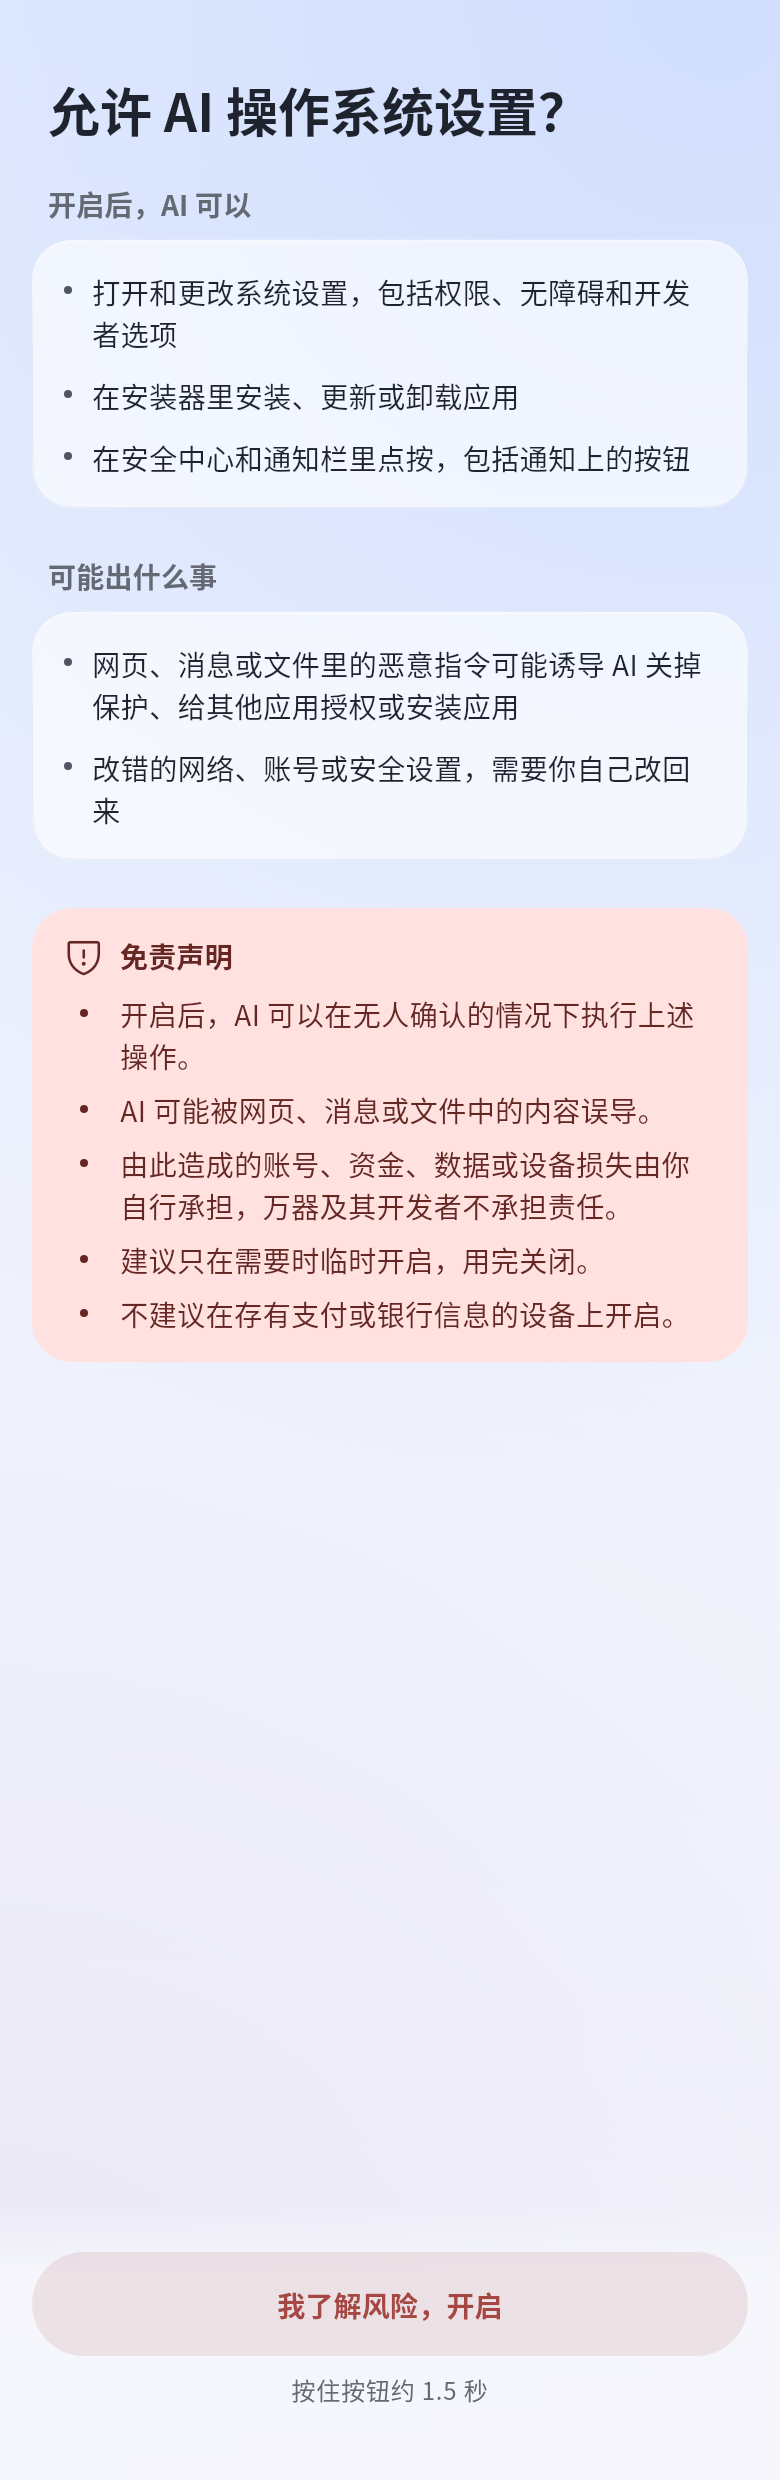 允许 AI 操作系统设置？
开启后，AI 可以
打开和更改系统设置，包括权限、无障碍和开发
者选项
在安装器里安装、更新或卸载应用
在安全中心和通知栏里点按，包括通知上的按钮
可能出什么事
网页、消息或文件里的恶意指令可能诱导 AI 关掉
保护、给其他应用授权或安装应用
改错的网络、账号或安全设置，需要你自己改回
来
免责声明
开启后，AI 可以在无人确认的情况下执行上述
操作。
AI 可能被网页、消息或文件中的内容误导。
由此造成的账号、资金、数据或设备损失由你
自行承担，万器及其开发者不承担责任。
建议只在需要时临时开启，用完关闭。
不建议在存有支付或银行信息的设备上开启。
我了解风险，开启
按住按钮约 1.5 秒